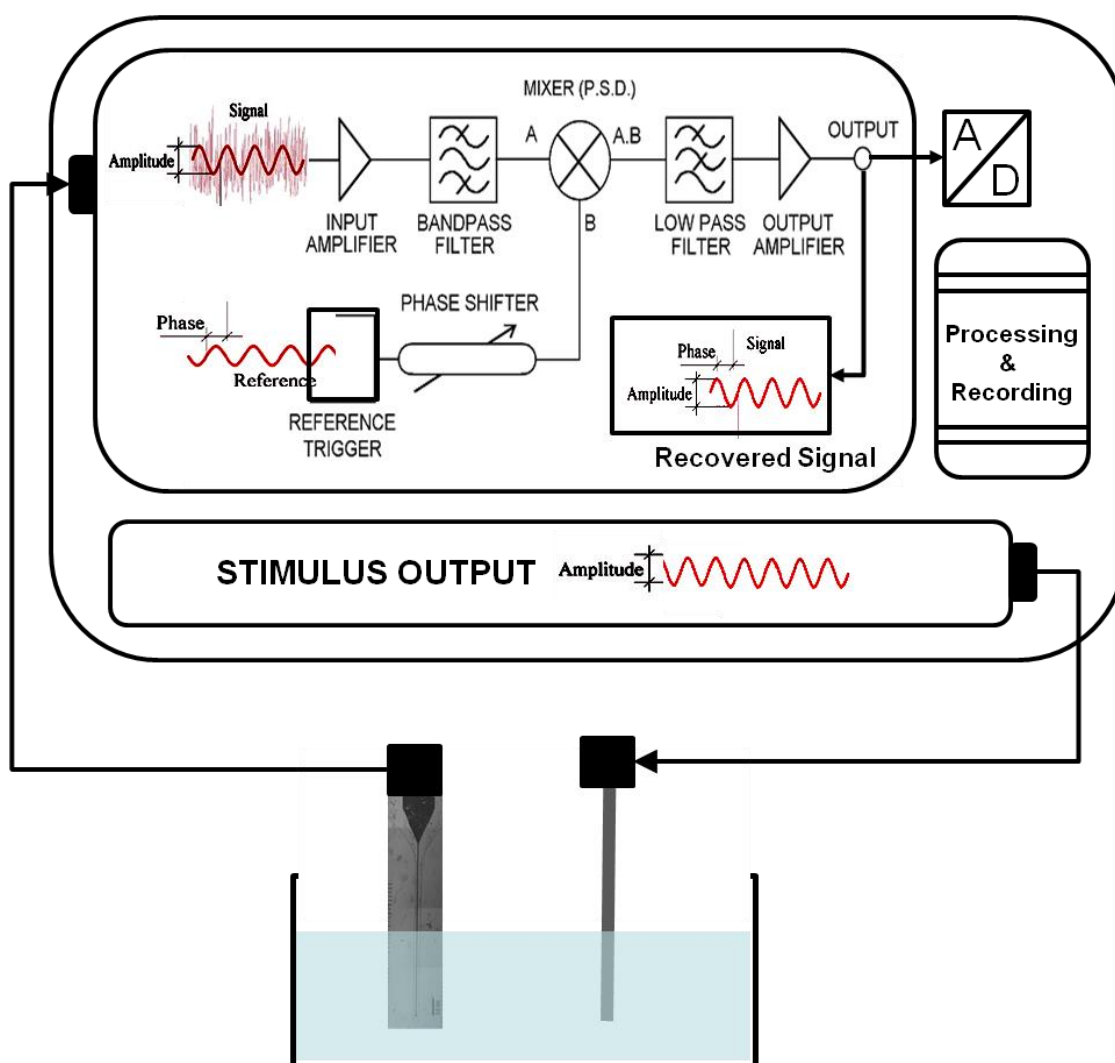 MIXER (P.S.D.)
Signal
Amplitude
A
A.B
B
OUTPUT
A
D
INPUT
AMPLIFIER
BANDPASS
FILTER
LOW PASS
FILTER
OUTPUT
AMPLIFIER
PHASE SHIFTER
Phase
Reference
REFERENCE
TRIGGER
Phase
Signal
Amplitude
Recovered Signal
Processing
&
Recording
STIMULUS OUTPUT
Amplitude